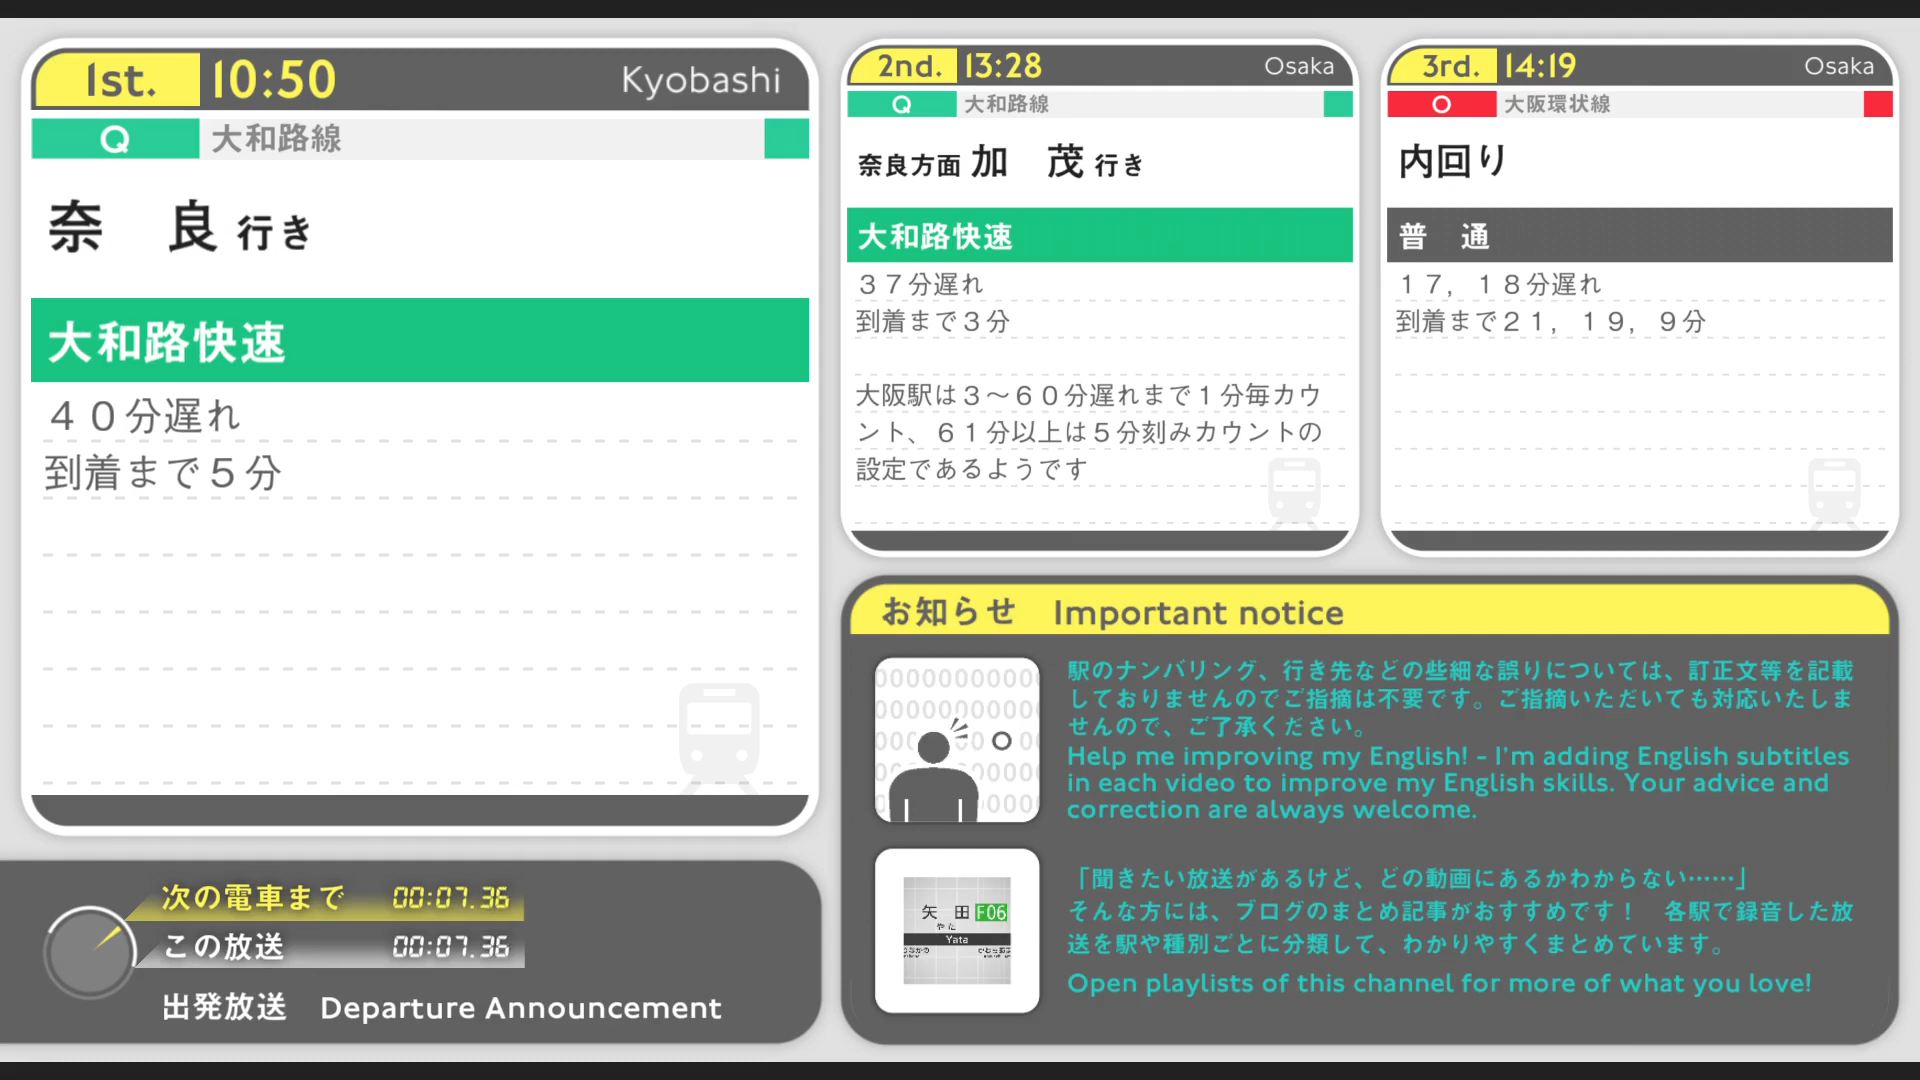 1st. 10:50 Kyobashi
Q 大和路線
奈　良 行き
大和路快速
４０分遅れ
到着まで５分
2nd. 13:28 Osaka
Q 大和路線
奈良方面 加　茂 行き
大和路快速
３７分遅れ
到着まで３分
大阪駅は３～６０分遅れまで１分毎カウ
ント、６１分以上は５分刻みカウントの
設定であるようです
3rd. 14:19 Osaka
O 大阪環状線
内回り
普　通
１７，１８分遅れ
到着まで２１，１９，９分
次の電車まで 00:07.36
この放送 00:07.36
出発放送　Departure Announcement
お知らせ　Important notice
駅のナンバリング、行き先などの些細な誤りについては、訂正文等を記載
しておりませんのでご指摘は不要です。ご指摘いただいても対応いたしま
せんので、ご了承ください。
Help me improving my English! - I'm adding English subtitles
in each video to improve my English skills. Your advice and
correction are always welcome.
矢　田 F06
やた
Yata
「聞きたい放送があるけど、どの動画にあるかわからない……」
そんな方には、ブログのまとめ記事がおすすめです！　各駅で録音した放
送を駅や種別ごとに分類して、わかりやすくまとめています。
Open playlists of this channel for more of what you love!